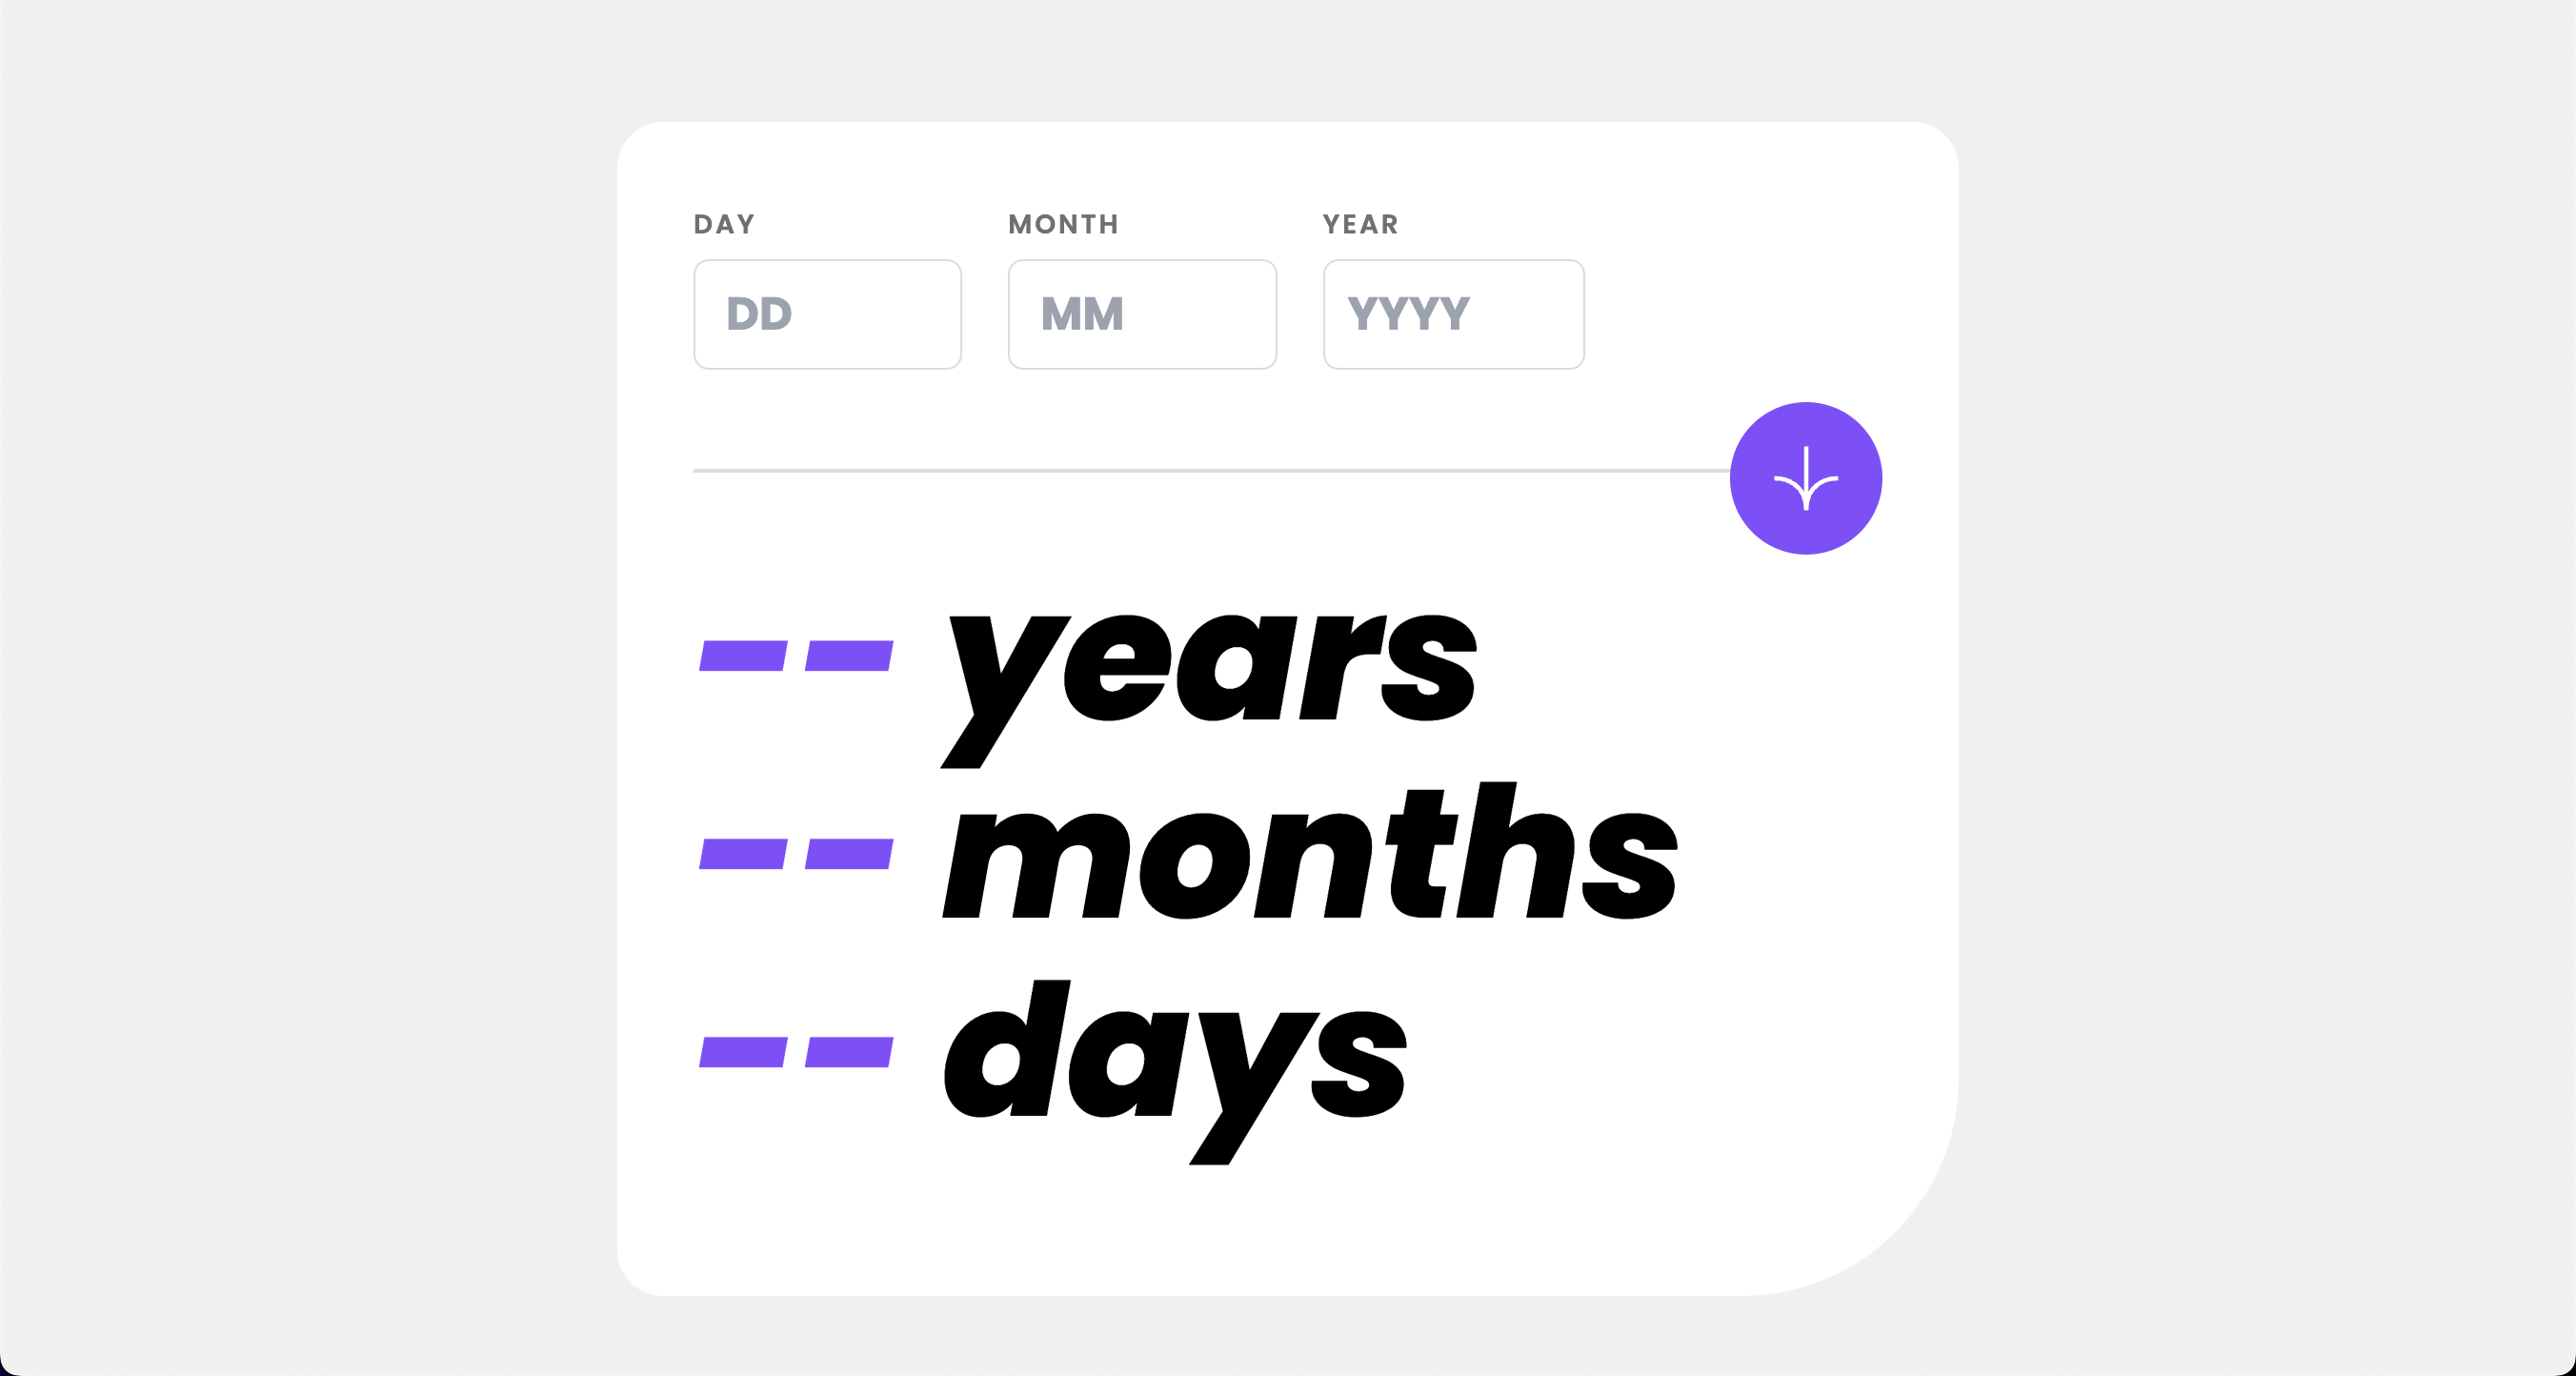 DAY MONTH YEAR
DD MM YYYY
-- years
-- months
-- days